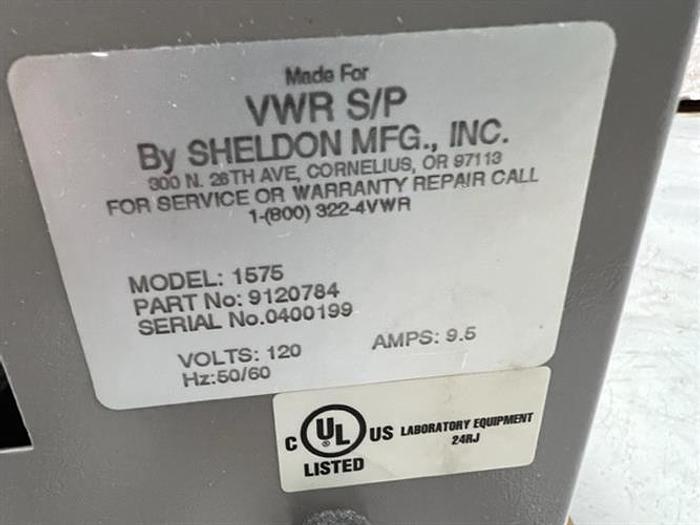 Made For
VWR S/P
By SHELDON MFG., INC.
300 N. 26TH AVE, CORNELIUS, OR 97113
FOR SERVICE OR WARRANTY REPAIR CALL
1-(800) 322-4VWR
MODEL: 1575
PART No: 9120784
SERIAL No.0400199
VOLTS: 120 AMPS: 9.5
Hz:50/60
C UL US LABORATORY EQUIPMENT
24RJ
LISTED